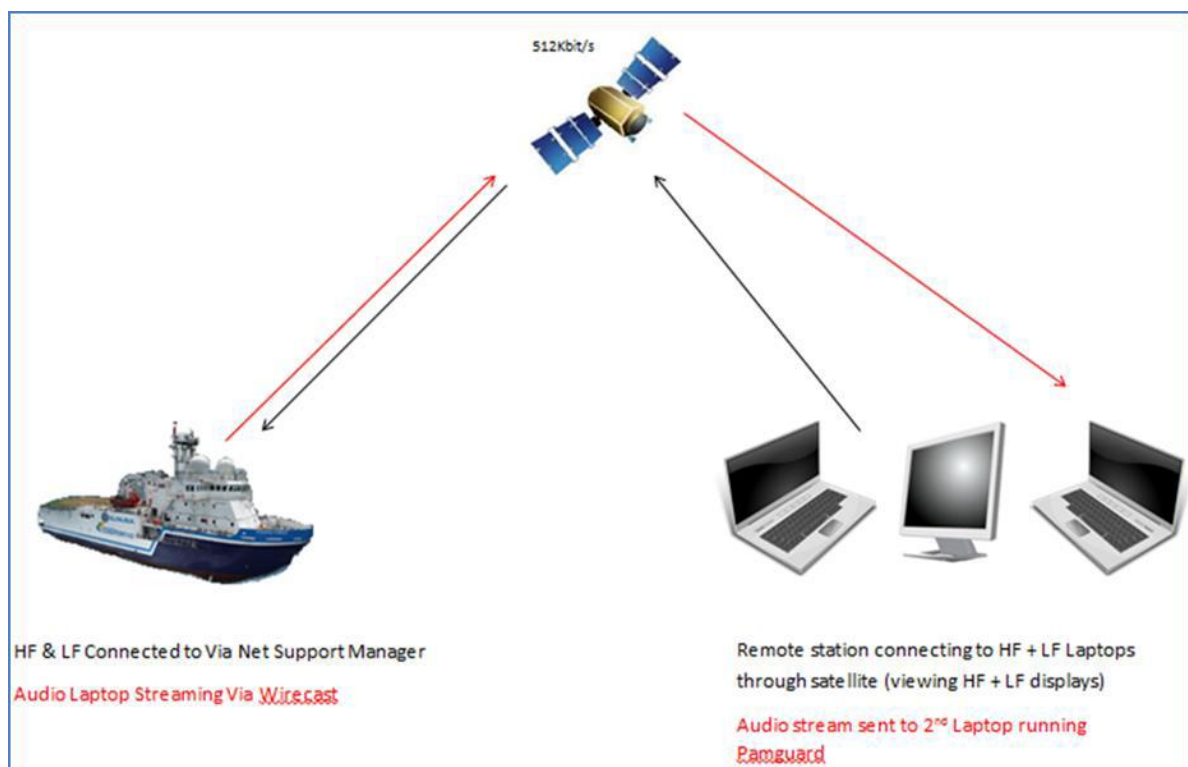 512Kbit/s
HF & LF Connected to Via Net Support Manager
Audio Laptop Streaming Via Wirecast
Remote station connecting to HF + LF Laptops
through satellite (viewing HF + LF displays)
Audio stream sent to 2nd Laptop running
Pamguard